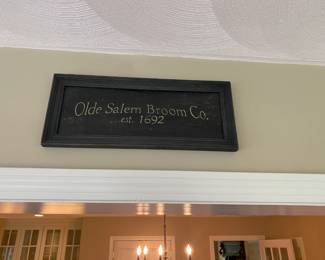 Olde Salem Broom Co.
est. 1692